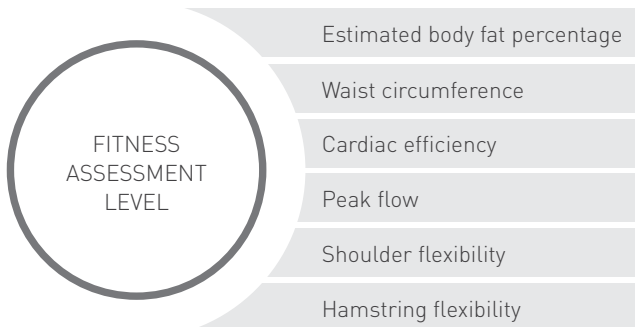 FITNESS
ASSESSMENT
LEVEL
Estimated body fat percentage
Waist circumference
Cardiac efficiency
Peak flow
Shoulder flexibility
Hamstring flexibility